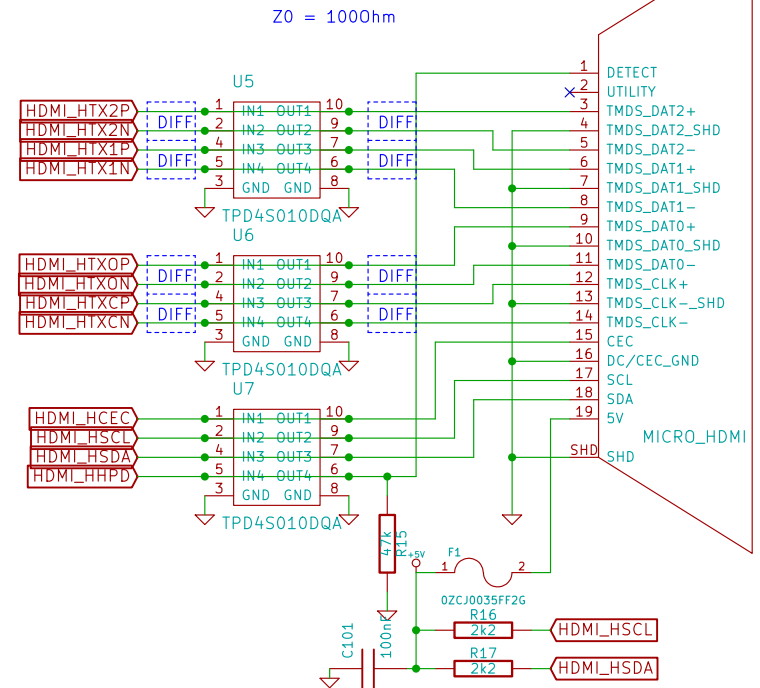 Z0 = 100Ohm
U5
HDMI_HTX2P 1 IN1 OUT1 10
HDMI_HTX2N 2 IN2 OUT2 9
DIFF DIFF
HDMI_HTX1P 4 IN3 OUT3 7
HDMI_HTX1N 5 IN4 OUT4 6
DIFF DIFF
3 GND GND 8
TPD4S010DQA
U6
HDMI_HTX0P 1 IN1 OUT1 10
HDMI_HTX0N 2 IN2 OUT2 9
DIFF DIFF
HDMI_HTXCP 4 IN3 OUT3 7
HDMI_HTXCN 5 IN4 OUT4 6
DIFF DIFF
3 GND GND 8
TPD4S010DQA
U7
HDMI_HCEC 1 IN1 OUT1 10
HDMI_HSCL 2 IN2 OUT2 9
HDMI_HSDA 4 IN3 OUT3 7
HDMI_HHPD 5 IN4 OUT4 6
3 GND GND 8
TPD4S010DQA
1 DETECT
2 UTILITY
3 TMDS_DAT2+
4 TMDS_DAT2_SHD
5 TMDS_DAT2-
6 TMDS_DAT1+
7 TMDS_DAT1_SHD
8 TMDS_DAT1-
9 TMDS_DAT0+
10 TMDS_DAT0_SHD
11 TMDS_DAT0-
12 TMDS_CLK+
13 TMDS_CLK-_SHD
14 TMDS_CLK-
15 CEC
16 DC/CEC_GND
17 SCL
18 SDA
19 5V
MICRO_HDMI
SHD SHD
47k
R15
+5V
F1
1 2
0ZCJ0035FF2G
R16
2k2 HDMI_HSCL
R17
2k2 HDMI_HSDA
C101
100nF